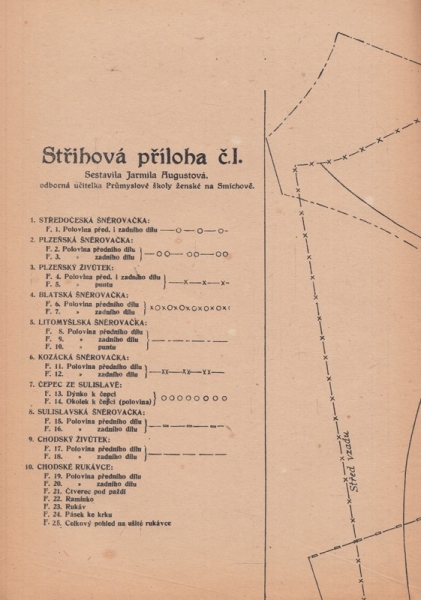 Střihová příloha č.I.
Sestavila Jarmila Augustová.
odborná učitelka Průmyslové školy ženské na Smíchově.
1. STŘEDOČESKÁ ŠNĚROVAČKA:
F. 1. Polovina před. i zadního dílu
2. PLZEŇSKÁ ŠNĚROVAČKA:
F. 2. Polovina předního dílu
F. 3. „ zadního dílu
3. PLZEŇSKÝ ŽIVŮTEK:
F. 4. Polovina před. i zadního dílu
F. 5. „ puntu
4. BLATSKÁ ŠNĚROVAČKA:
F. 6. Polovina předního dílu
F. 7. „ zadního dílu
5. LITOMYŠLSKÁ ŠNĚROVAČKA:
F. 8. Polovina předního dílu
F. 9. „ zadního dílu
F. 10. „ puntu
6. KOZÁCKÁ ŠNĚROVAČKA:
F. 11. Polovina předního dílu
F. 12. „ zadního dílu
7. ČEPEC ZE SULISLAVĚ:
F. 13. Dýnko k čepci
F. 14. Okolek k čepci (polovina)
8. SULISLAVSKÁ ŠNĚROVAČKA:
F. 15. Polovina předního dílu
F. 16. „ zadního dílu
9. CHODSKÝ ŽIVŮTEK:
F. 17. Polovina předního dílu
F. 18. „ zadního dílu
10. CHODSKÉ RUKÁVCE:
F. 19. Polovina předního dílu
F. 20. „ zadního dílu
F. 21. Čtverec pod paždí
F. 22. Ramínko
F. 23. Rukáv
F. 24. Pásek ke krku
F. 25. Celkový pohled na ušité rukávce
Střed vzadu